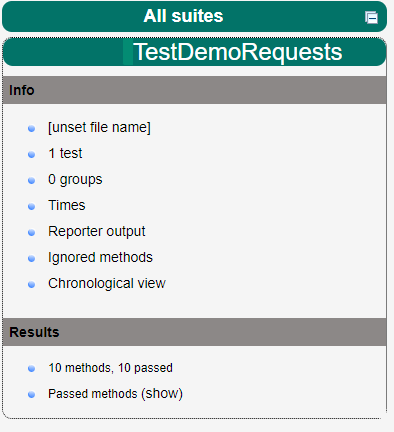 All suites
TestDemoRequests
Info
[unset file name]
1 test
0 groups
Times
Reporter output
Ignored methods
Chronological view
Results
10 methods, 10 passed
Passed methods (show)